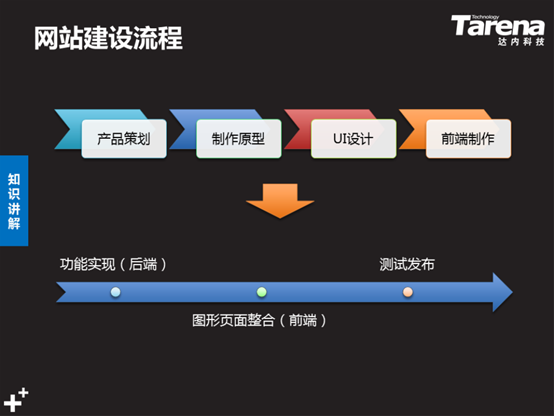 网站建设流程
Technology
Tarena
达内科技
产品策划
制作原型
UI设计
前端制作
知识讲解
功能实现（后端）
测试发布
图形页面整合（前端）